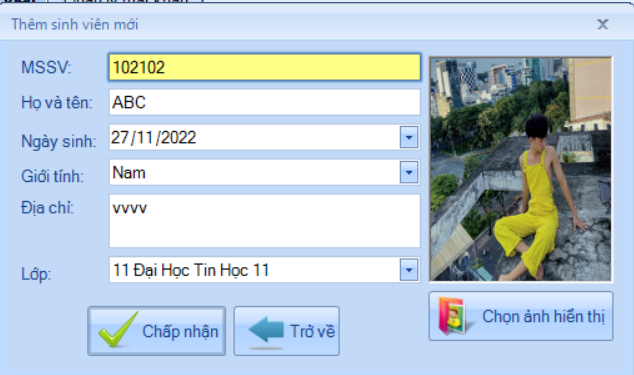 Thêm sinh viên mới
MSSV: 102102
Họ và tên: ABC
Ngày sinh: 27/11/2022
Giới tính: Nam
Địa chỉ: vvvv
Lớp: 11 Đại Học Tin Học 11
Chấp nhận
Trở về
Chọn ảnh hiển thị